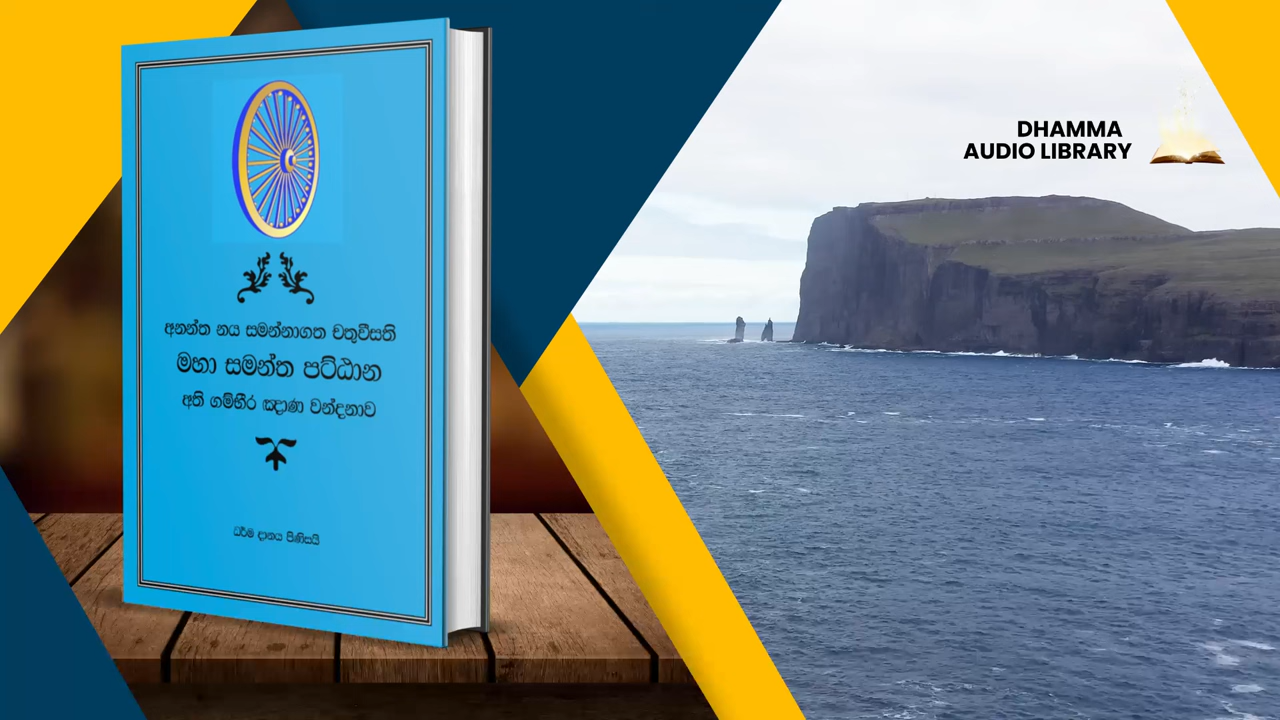 අනන්ත නය සමන්නාගත චතුවීසති
මහා සමන්ත පට්ඨාන
අති ගම්භීර ඤාණ වන්දනාව
ධර්ම දානය පිණිසයි
DHAMMA
AUDIO LIBRARY